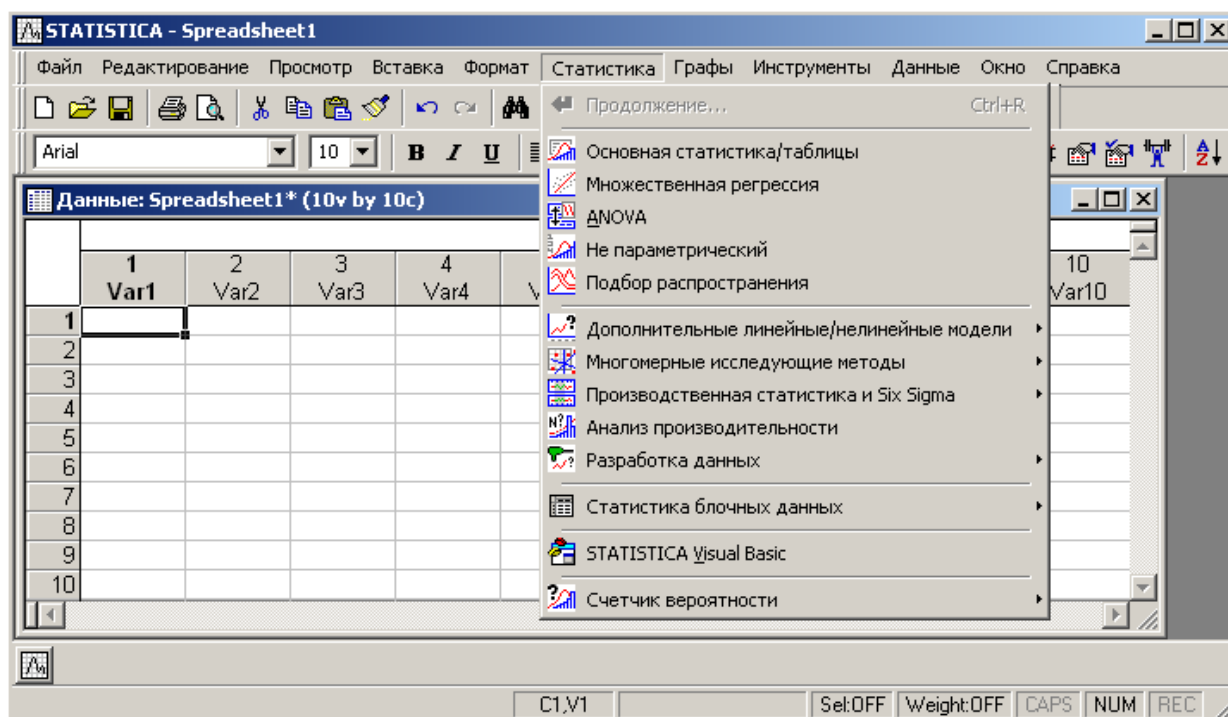 STATISTICA - Spreadsheet1
Файл Редактирование Просмотр Вставка Формат Статистика Графы Инструменты Данные Окно Справка
Продолжение... Ctrl+R
Arial 10 B I U
Основная статистика/таблицы
Множественная регрессия
Данные: Spreadsheet1* (10v by 10c)
ANOVA
Не параметрический
Подбор распространения
1 2 3 4 10
Var1 Var2 Var3 Var4 Var10
1
2
3
4
5
6
7
8
9
10
Дополнительные линейные/нелинейные модели
Многомерные исследующие методы
Производственная статистика и Six Sigma
Анализ производительности
Разработка данных
Статистика блочных данных
STATISTICA Visual Basic
Счетчик вероятности
C1,V1 Sel:OFF Weight:OFF CAPS NUM REC